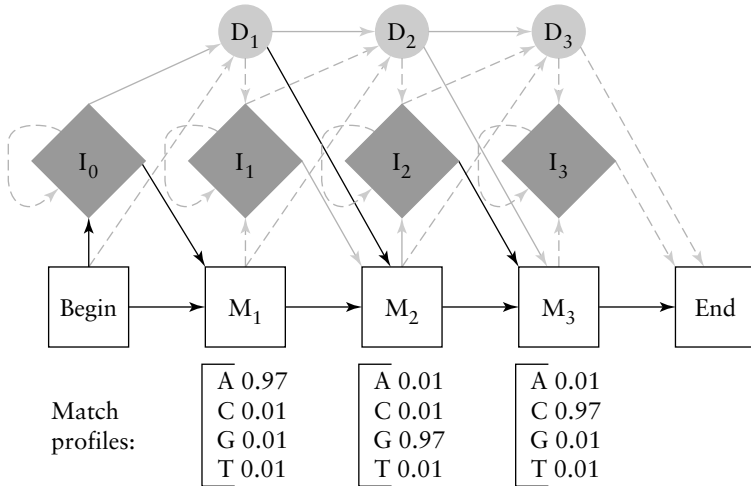 D₁ D₂ D₃
I₀ I₁ I₂ I₃
Begin M₁ M₂ M₃ End
Match profiles:
A 0.97
C 0.01
G 0.01
T 0.01
A 0.01
C 0.01
G 0.97
T 0.01
A 0.01
C 0.97
G 0.01
T 0.01